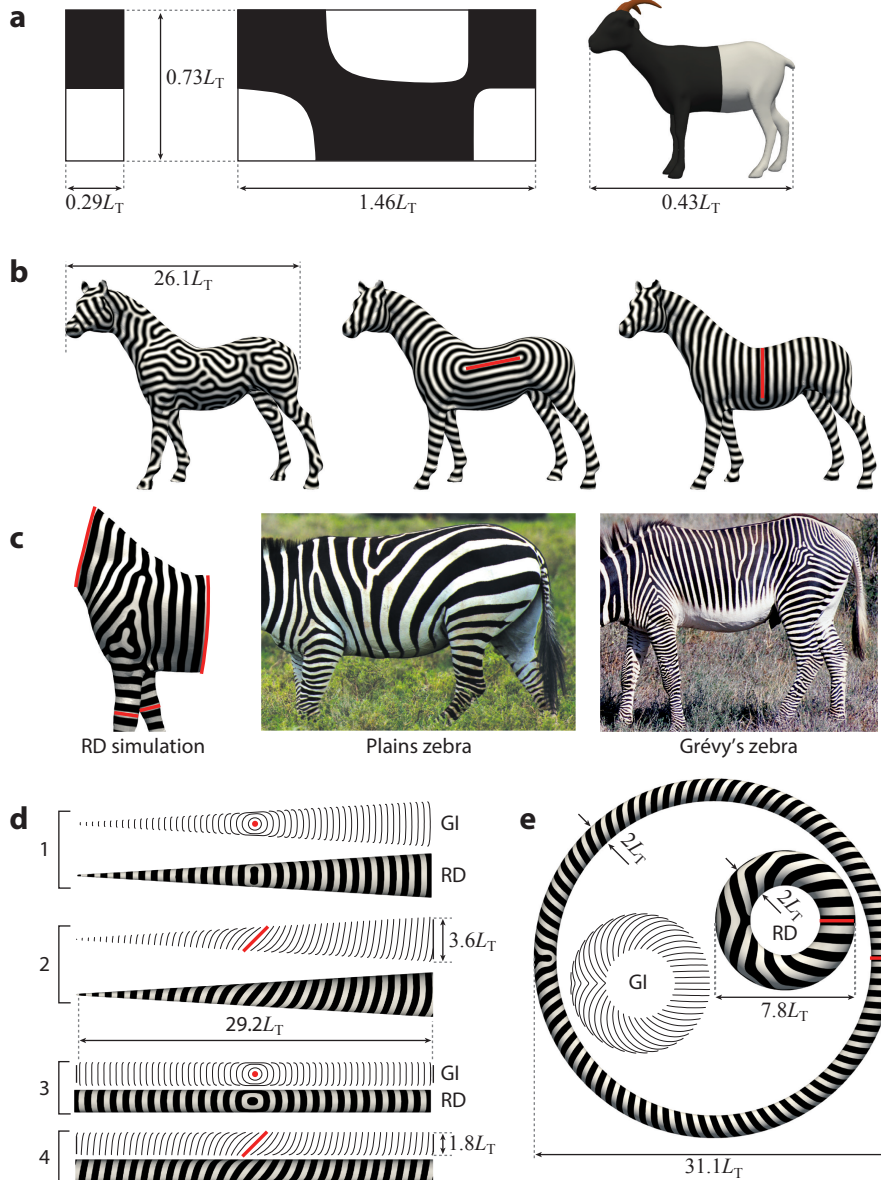 a
0.73L_T
0.29L_T
1.46L_T
0.43L_T
b
26.1L_T
c
RD simulation
Plains zebra
Grévy's zebra
d
1
GI
RD
2
3.6L_T
29.2L_T
3
GI
RD
4
1.8L_T
e
2L_T
2L_T
RD
GI
7.8L_T
31.1L_T